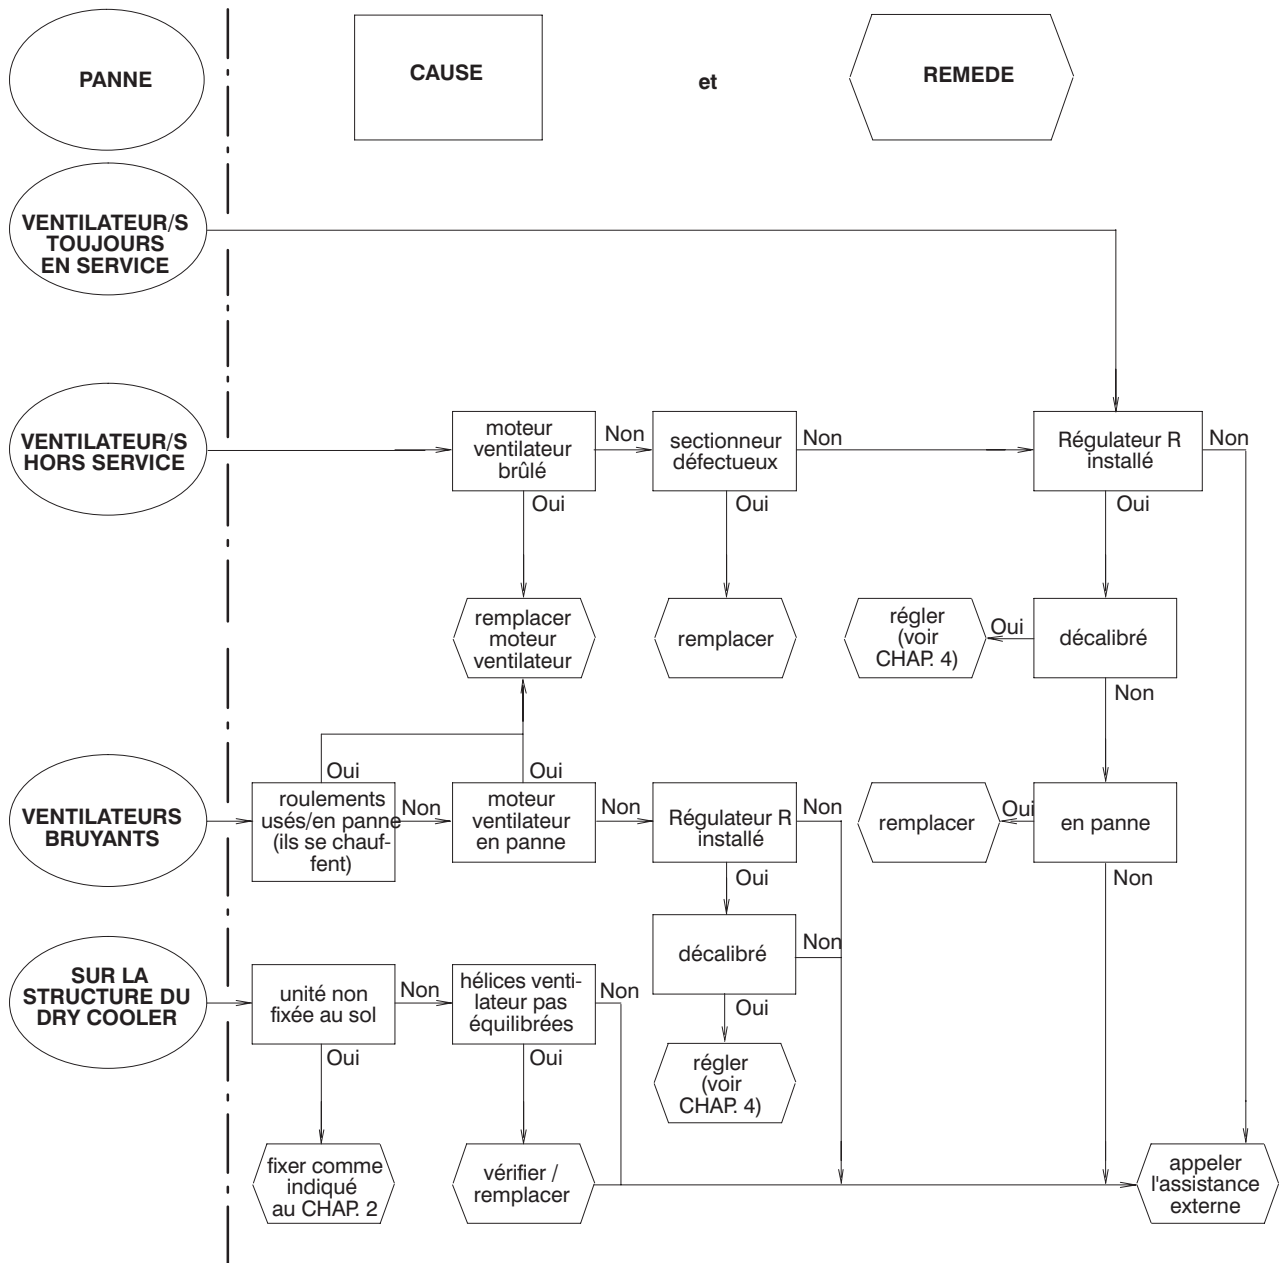 PANNE
CAUSE
et
REMEDE
VENTILATEUR/S
TOUJOURS
EN SERVICE
VENTILATEUR/S
HORS SERVICE
moteur
ventilateur
brûlé
Non
sectionneur
défectueux
Non
Régulateur R
installé
Non
Oui
Oui
Oui
remplacer
moteur
ventilateur
remplacer
régler
(voir
CHAP. 4)
Oui
décalibré
Non
Oui
Oui
VENTILATEURS
BRUYANTS
roulements
usés/en panne
(ils se chauf-
fent)
Non
moteur
ventilateur
en panne
Non
Régulateur R
installé
Non
remplacer
Oui
en panne
Oui
Non
décalibré
Non
SUR LA
STRUCTURE DU
DRY COOLER
unité non
fixée au sol
Non
hélices venti-
lateur pas
équilibrées
Non
Oui
Oui
Oui
régler
(voir
CHAP. 4)
fixer comme
indiqué
au CHAP. 2
vérifier /
remplacer
appeler
l'assistance
externe